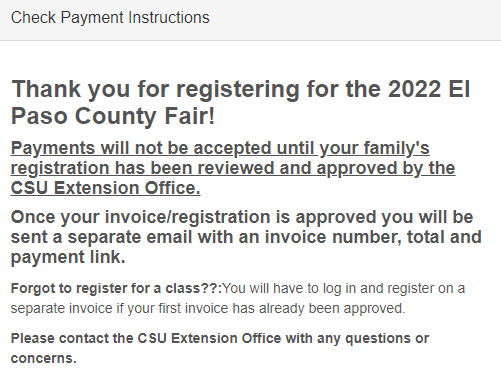 Check Payment Instructions
Thank you for registering for the 2022 El
Paso County Fair!
Payments will not be accepted until your family's
registration has been reviewed and approved by the
CSU Extension Office.
Once your invoice/registration is approved you will be
sent a separate email with an invoice number, total and
payment link.
Forgot to register for a class??:You will have to log in and register on a
separate invoice if your first invoice has already been approved.
Please contact the CSU Extension Office with any questions or
concerns.